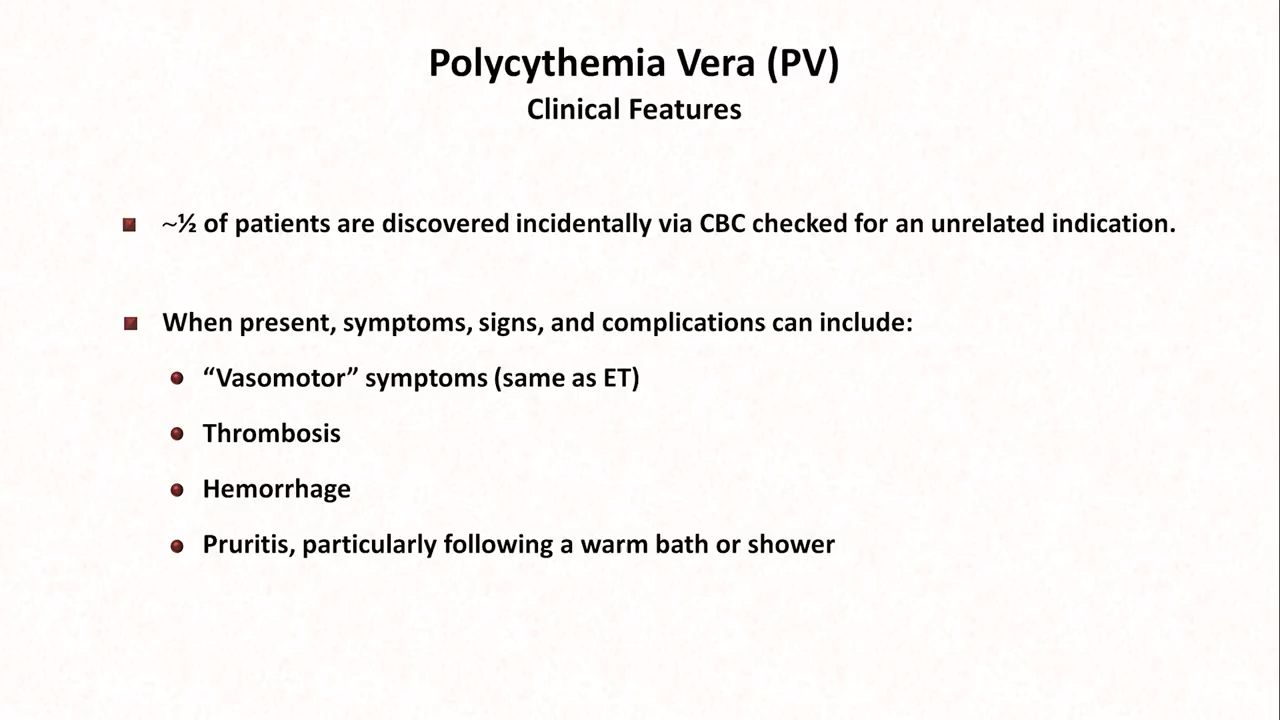 Polycythemia Vera (PV)
Clinical Features
~½ of patients are discovered incidentally via CBC checked for an unrelated indication.
When present, symptoms, signs, and complications can include:
“Vasomotor” symptoms (same as ET)
Thrombosis
Hemorrhage
Pruritis, particularly following a warm bath or shower